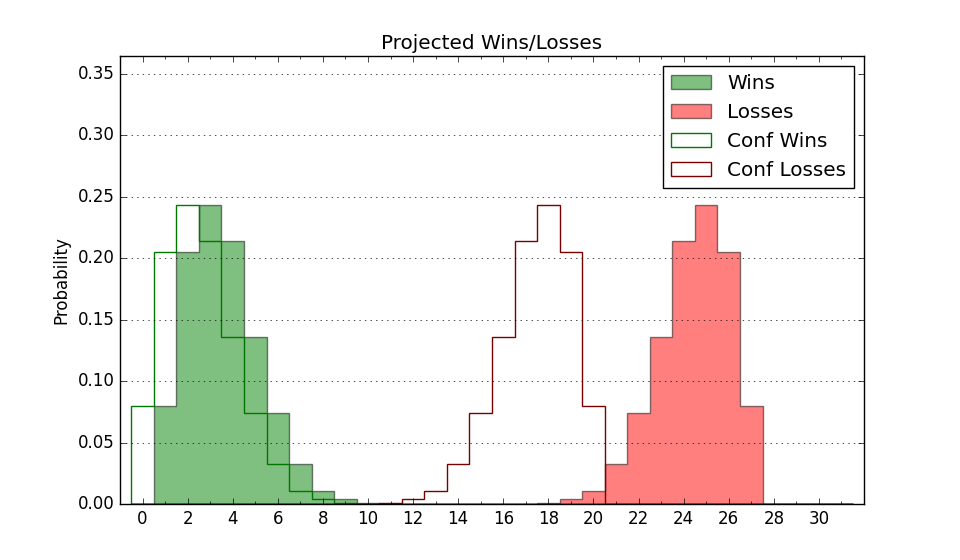 Projected Wins/Losses
Wins
Losses
Conf Wins
Conf Losses
Probability
0.35
0.30
0.25
0.20
0.15
0.10
0.05
0.00
0 2 4 6 8 10 12 14 16 18 20 22 24 26 28 30